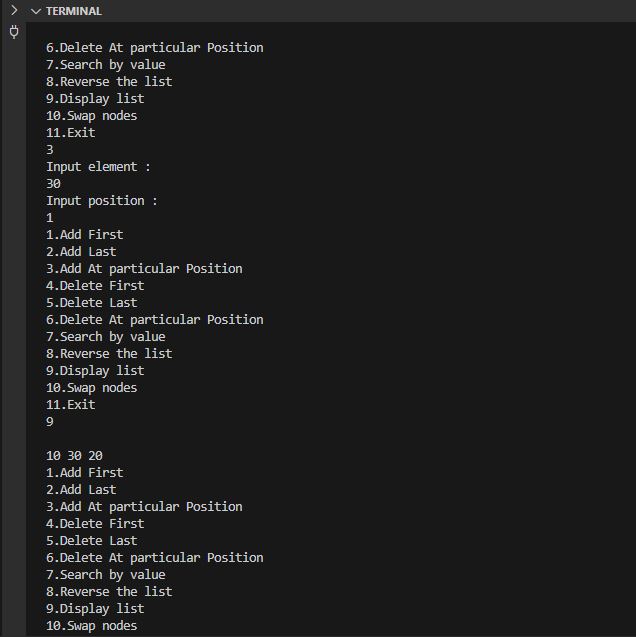 TERMINAL
6.Delete At particular Position
7.Search by value
8.Reverse the list
9.Display list
10.Swap nodes
11.Exit
3
Input element :
30
Input position :
1
1.Add First
2.Add Last
3.Add At particular Position
4.Delete First
5.Delete Last
6.Delete At particular Position
7.Search by value
8.Reverse the list
9.Display list
10.Swap nodes
11.Exit
9

10 30 20
1.Add First
2.Add Last
3.Add At particular Position
4.Delete First
5.Delete Last
6.Delete At particular Position
7.Search by value
8.Reverse the list
9.Display list
10.Swap nodes